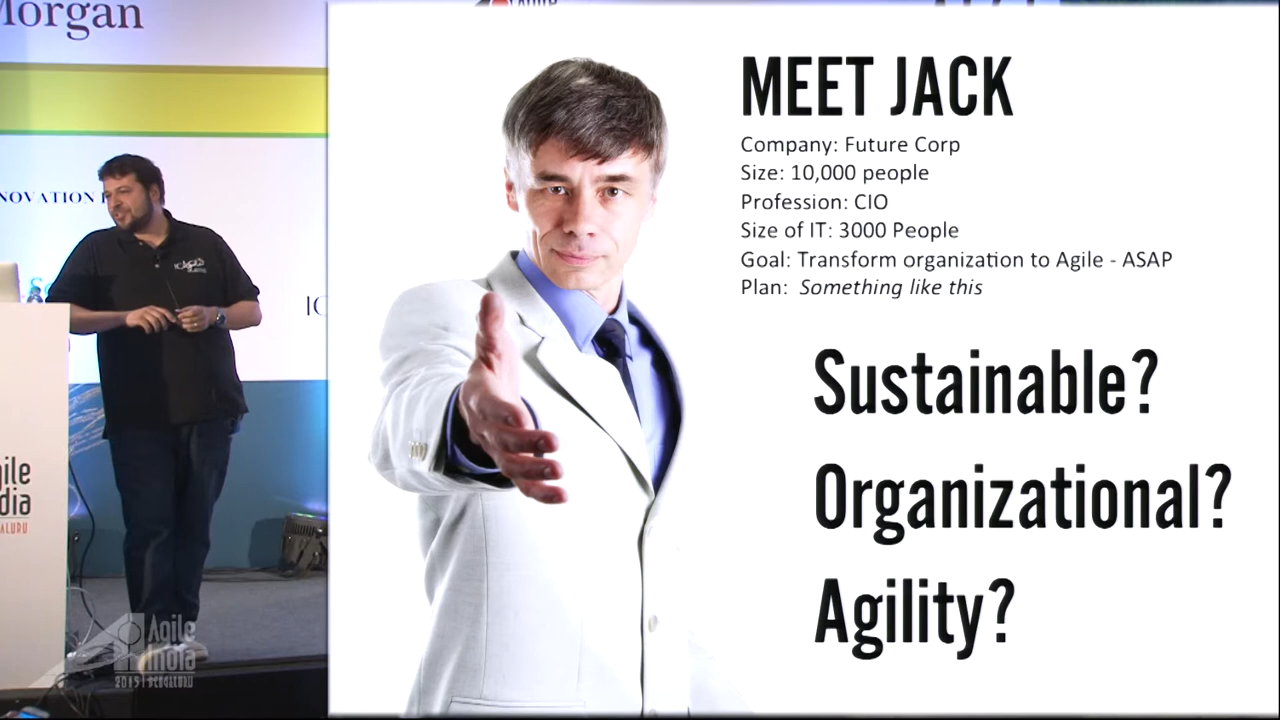 Morgan
NOVATION
ICAgile
MEET JACK
Company: Future Corp
Size: 10,000 people
Profession: CIO
Size of IT: 3000 People
Goal: Transform organization to Agile - ASAP
Plan: Something like this
Sustainable?
Organizational?
Agility?
Agile
India
2015 | BENGALURU